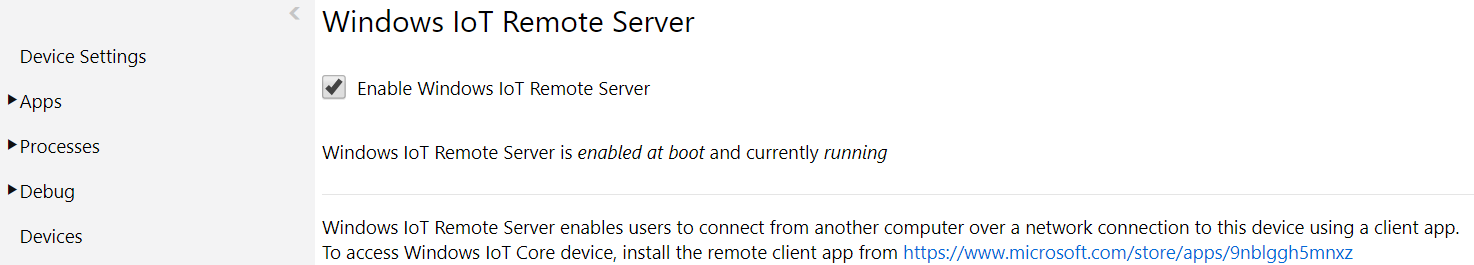 Device Settings
Apps
Processes
Debug
Devices
Windows IoT Remote Server
Enable Windows IoT Remote Server
Windows IoT Remote Server is enabled at boot and currently running
Windows IoT Remote Server enables users to connect from another computer over a network connection to this device using a client app.
To access Windows IoT Core device, install the remote client app from https://www.microsoft.com/store/apps/9nblggh5mnxz